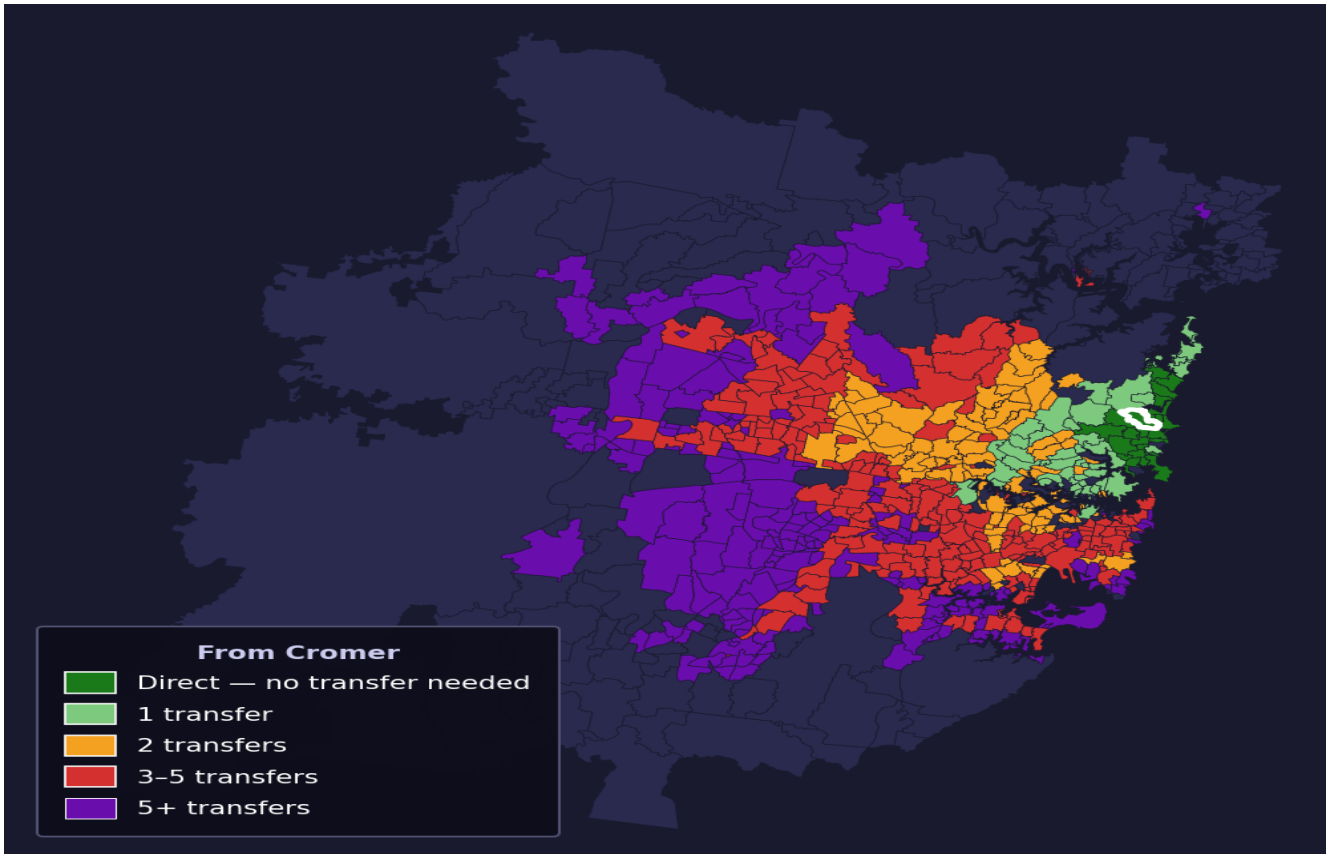 From Cromer
Direct — no transfer needed
1 transfer
2 transfers
3–5 transfers
5+ transfers